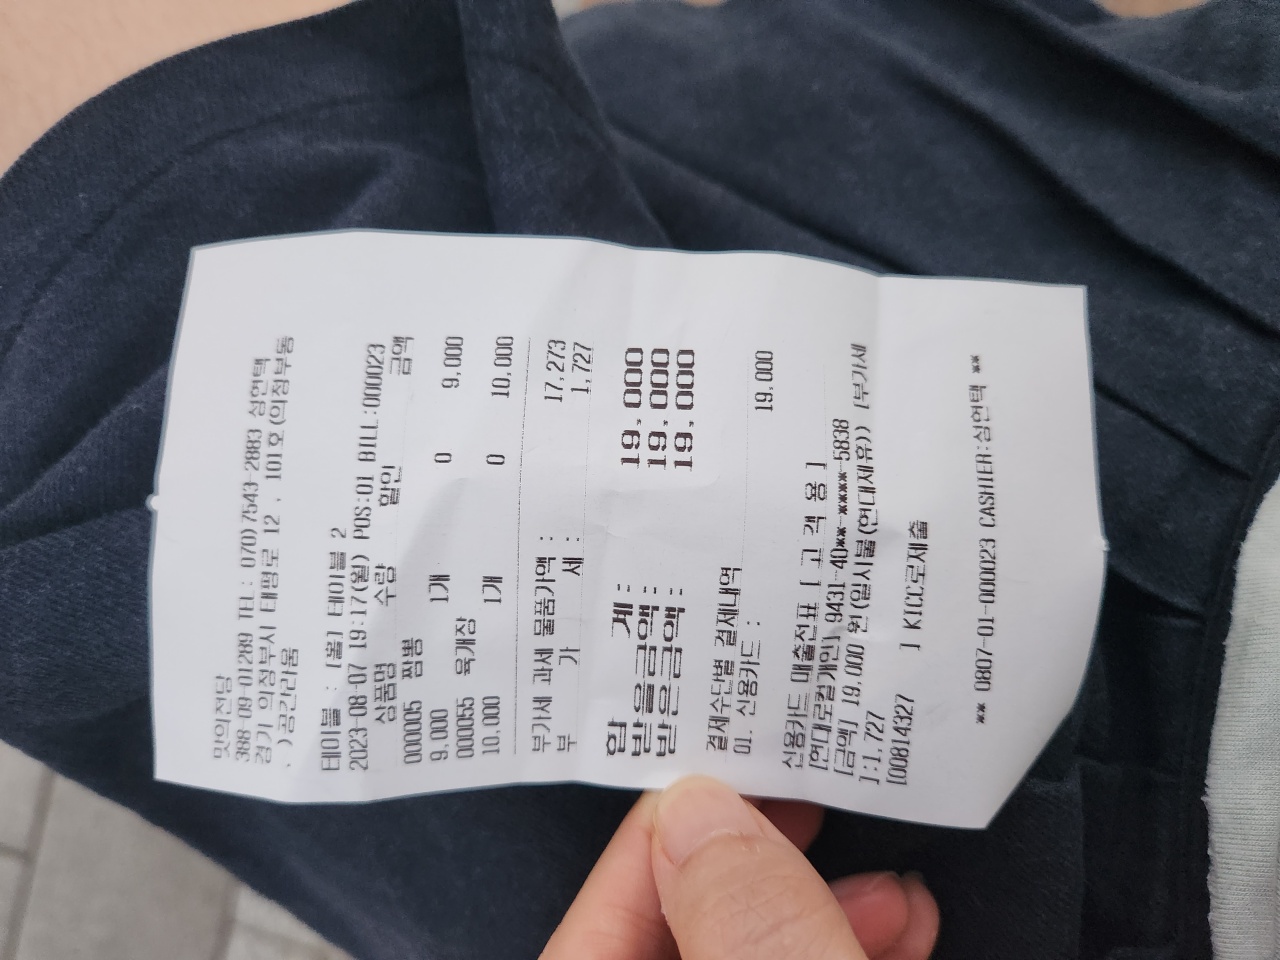 맛의전당
388-09-01289 TEL : 070)7543-2883 성연택
경기 의정부시 태평로 12 , 101호(의정부동
, )공간라움
테이블 : [홀] 테이블 2
2023-08-07 19:17(월) POS:01 BILL:000023
상품명 수량 할인 금액
000005 짬뽕
9,000 1개 0 9,000
000055 육개장
10,000 1개 0 10,000
부가세 과세 물품가액 : 17,273
부 가 세 : 1,727
합 계 : 19,000
받을금액 : 19,000
받은금액 : 19,000
결제수단별 결제내역
01. 신용카드 : 19,000
신용카드 매출전표 [ 고 객 용 ]
[현대로컬개인] 9431-40**-****-5838
[금액] 19,000 원(일시불(현대제휴)) [부가세
]:1,727
[00814327 ] KICC로제출
** 0807-01-000023 CASHIER:성연택 **